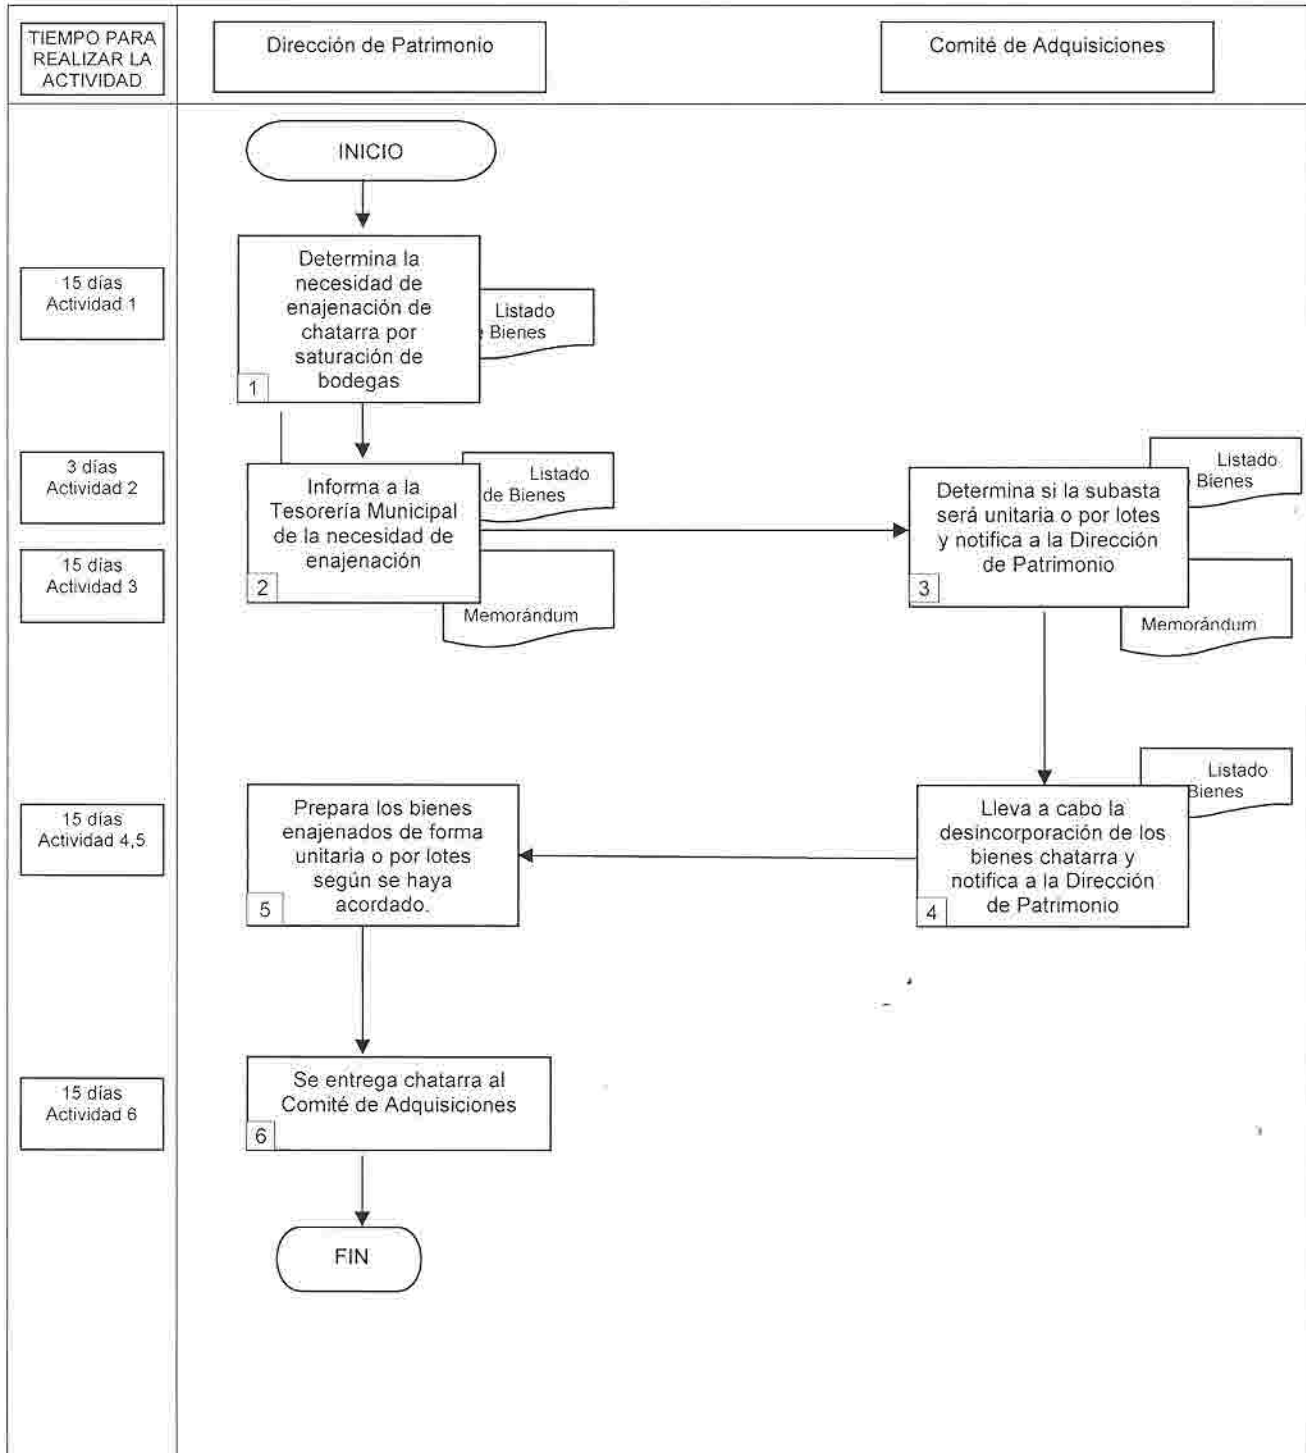 TIEMPO PARA
REALIZAR LA
ACTIVIDAD
Dirección de Patrimonio
Comité de Adquisiciones
INICIO
15 días
Actividad 1
Determina la
necesidad de
enajenación de
chatarra por
saturación de
bodegas
1
Listado
Bienes
3 días
Actividad 2
15 días
Actividad 3
Informa a la
Tesorería Municipal
de la necesidad de
enajenación
2
Listado
de Bienes
Memorándum
Determina si la subasta
será unitaria o por lotes
y notifica a la Dirección
de Patrimonio
3
Listado
Bienes
Memorándum
15 días
Actividad 4,5
Prepara los bienes
enajenados de forma
unitaria o por lotes
según se haya
acordado.
5
Lleva a cabo la
desincorporación de los
bienes chatarra y
notifica a la Dirección
de Patrimonio
4
Listado
Bienes
15 días
Actividad 6
Se entrega chatarra al
Comité de Adquisiciones
6
FIN